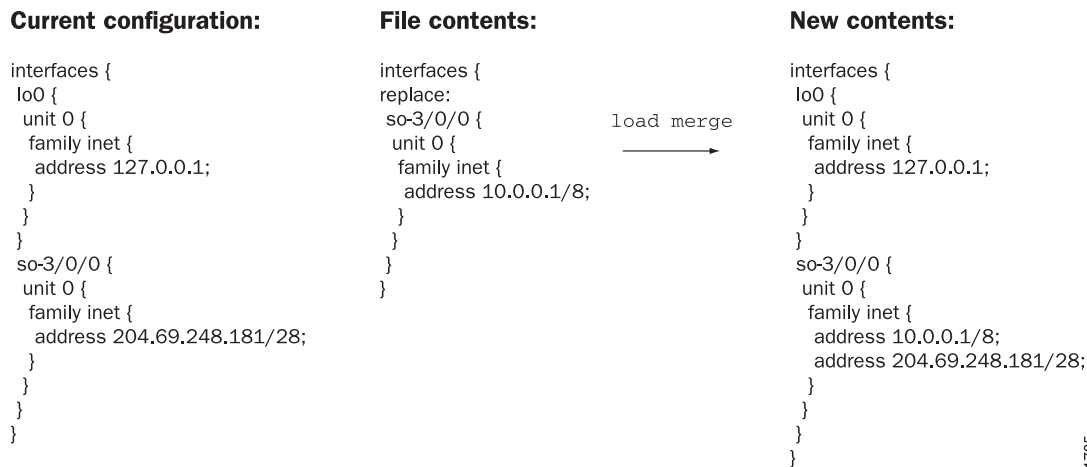 Current configuration:
interfaces {
lo0 {
unit 0 {
family inet {
address 127.0.0.1;
}
}
}
so-3/0/0 {
unit 0 {
family inet {
address 204.69.248.181/28;
}
}
}
}
File contents:
interfaces {
replace:
so-3/0/0 {
unit 0 {
family inet {
address 10.0.0.1/8;
}
}
}
}
load merge
New contents:
interfaces {
lo0 {
unit 0 {
family inet {
address 127.0.0.1;
}
}
}
so-3/0/0 {
unit 0 {
family inet {
address 10.0.0.1/8;
address 204.69.248.181/28;
}
}
}
}